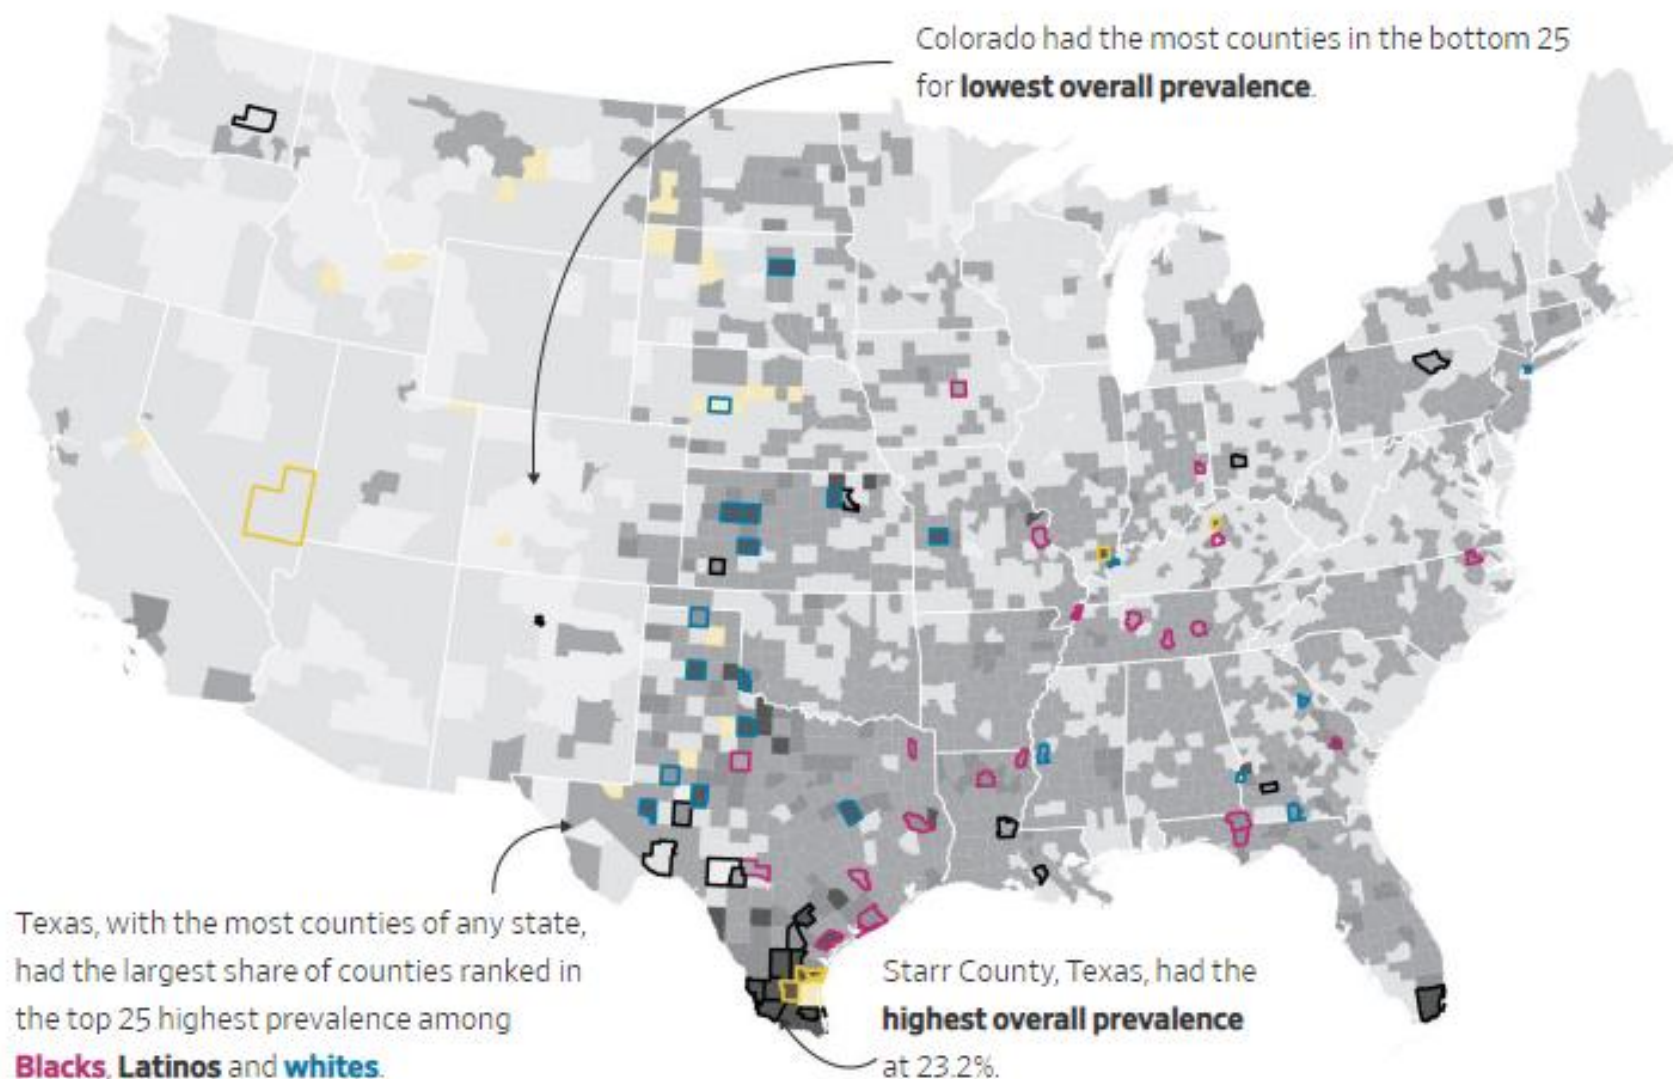 Colorado had the most counties in the bottom 25
for lowest overall prevalence.
Texas, with the most counties of any state,
had the largest share of counties ranked in
the top 25 highest prevalence among
Blacks, Latinos and whites.
Starr County, Texas, had the
highest overall prevalence
at 23.2%.